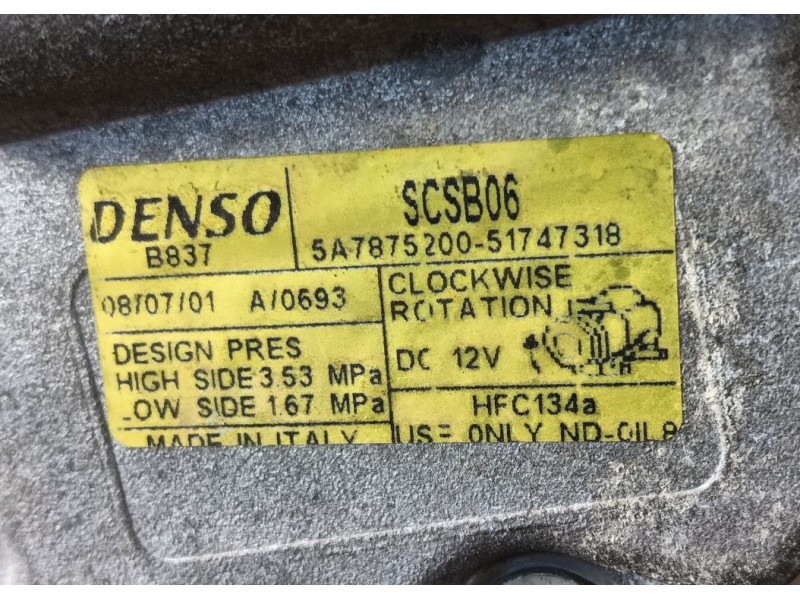 DENSO
B837
SCSB06
5A7875200-51747318
08/07/01 A/0693
CLOCKWISE
ROTATION
DESIGN PRES
HIGH SIDE 3.53 MPa
LOW SIDE 1.67 MPa
DC 12V
HFC134a
MADE IN ITALY
USE ONLY ND-OIL8